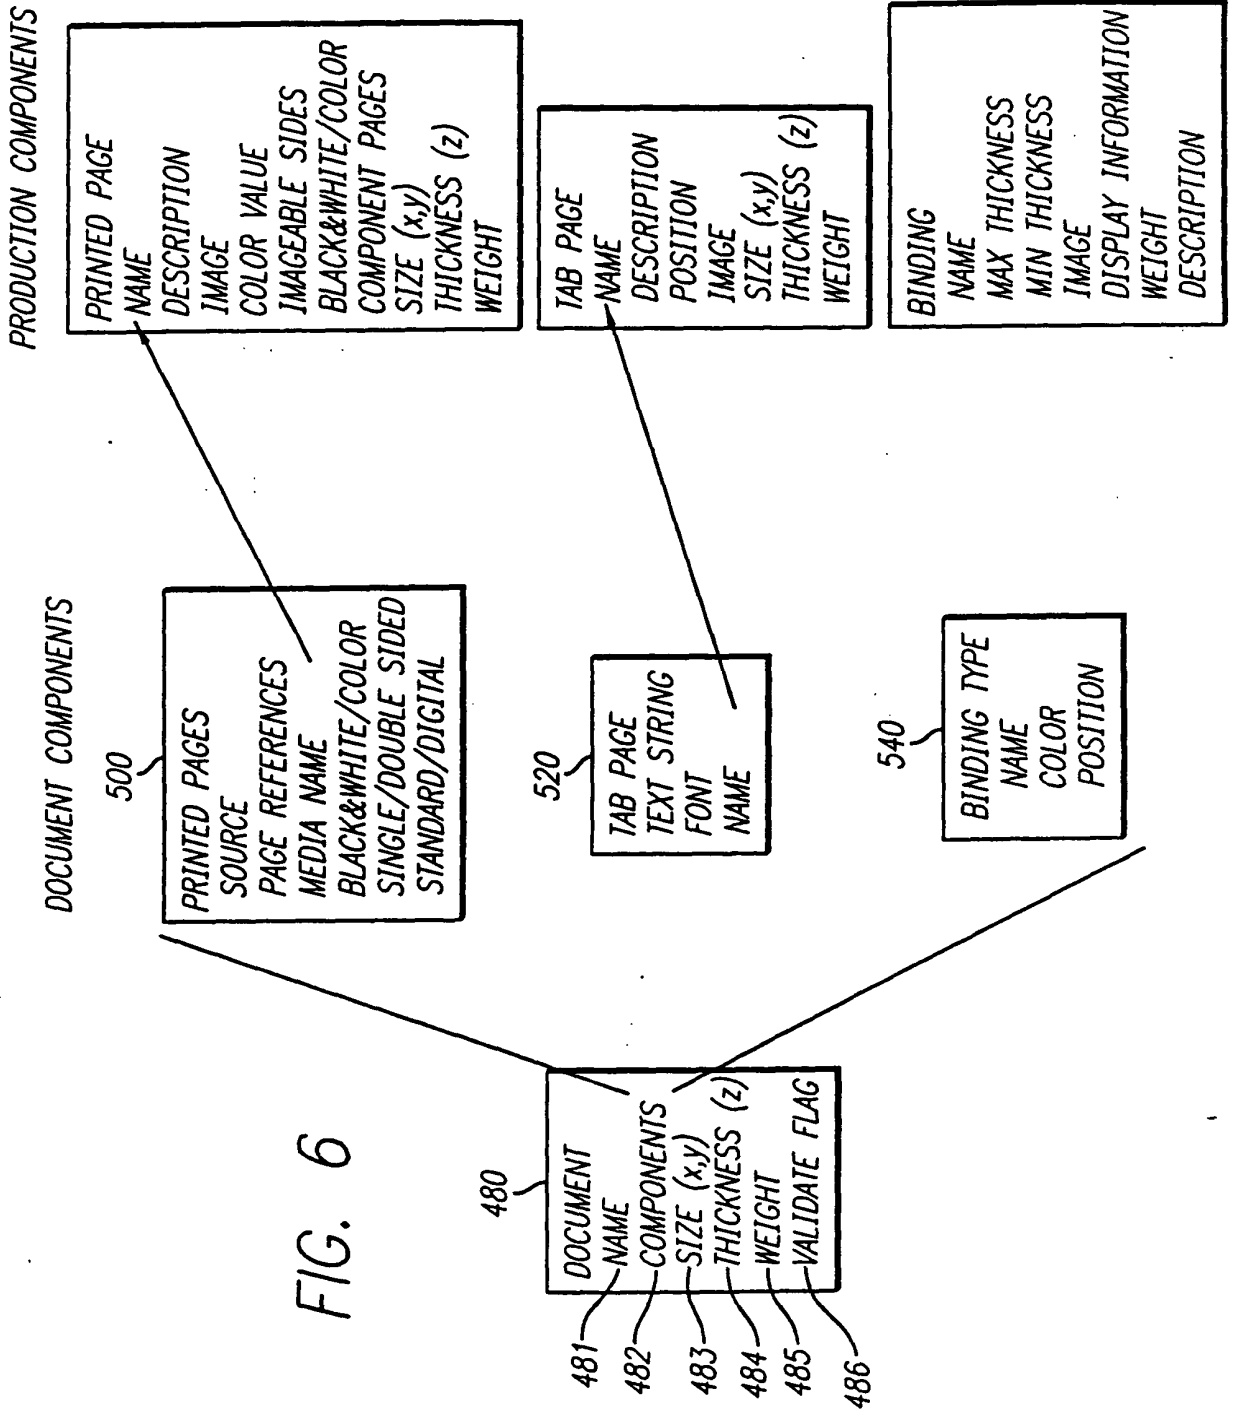 FIG. 6
480
DOCUMENT
NAME
COMPONENTS
SIZE (x,y)
THICKNESS (z)
WEIGHT
VALIDATE FLAG
481
482
483
484
485
486
DOCUMENT COMPONENTS
500
PRINTED PAGES
SOURCE
PAGE REFERENCES
MEDIA NAME
BLACK&WHITE/COLOR
SINGLE/DOUBLE SIDED
STANDARD/DIGITAL
520
TAB PAGE
TEXT STRING
FONT
NAME
540
BINDING TYPE
NAME
COLOR
POSITION
PRODUCTION COMPONENTS
PRINTED PAGE
NAME
DESCRIPTION
IMAGE
COLOR VALUE
IMAGEABLE SIDES
BLACK&WHITE/COLOR
COMPONENT PAGES
SIZE (x,y)
THICKNESS (z)
WEIGHT
TAB PAGE
NAME
DESCRIPTION
POSITION
IMAGE
SIZE (x,y)
THICKNESS (z)
WEIGHT
BINDING
NAME
MAX THICKNESS
MIN THICKNESS
IMAGE
DISPLAY INFORMATION
WEIGHT
DESCRIPTION